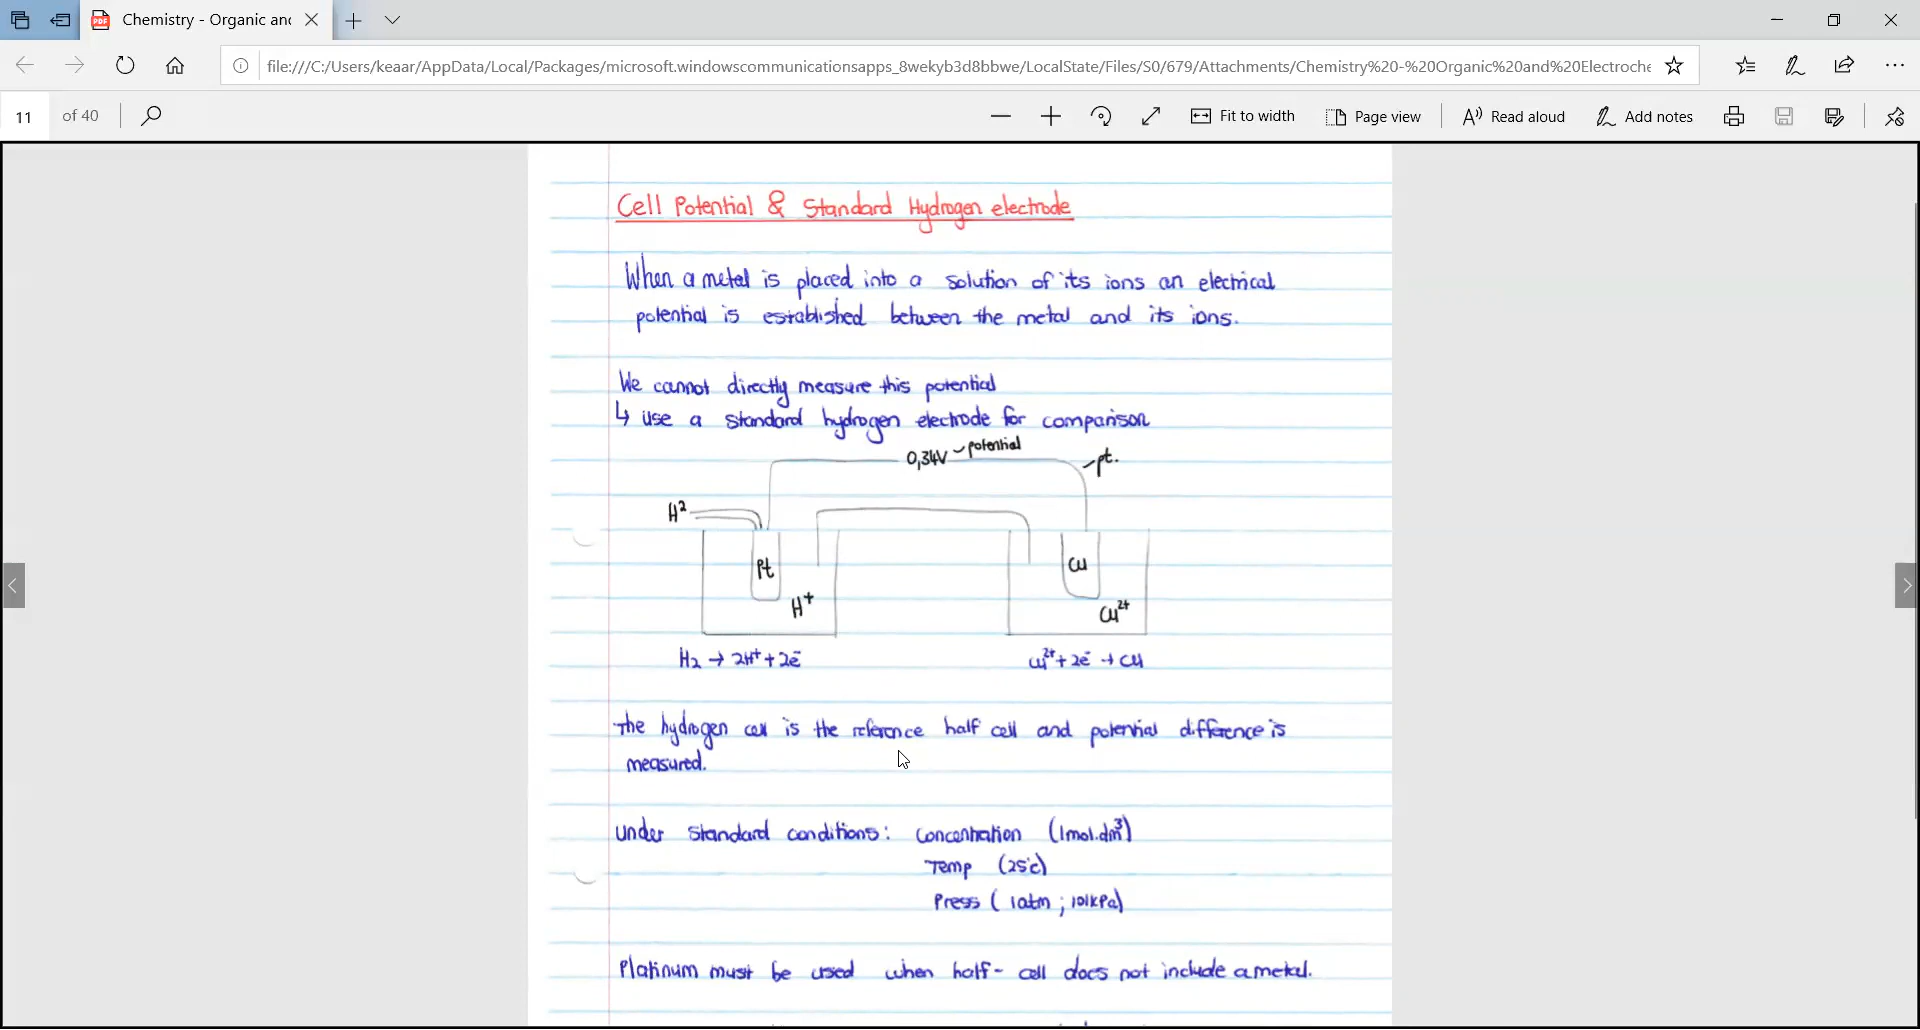 Chemistry - Organic and
file:///C:/Users/keaar/AppData/Local/Packages/microsoft.windowscommunicationsapps_8wekyb3d8bbwe/LocalState/Files/S0/679/Attachments/Chemistry%20-%20Organic%20and%20Electroche
11 of 40
Fit to width
Page view
Read aloud
Add notes
Cell Potential & Standard Hydrogen electrode
When a metal is placed into a solution of its ions an electrical
potential is established between the metal and its ions.
We cannot directly measure this potential
↳ use a standard hydrogen electrode for comparison
0,34V - potential
- pt.
H²
Pt
H⁺
Cu
Cu²⁺
H₂ → 2H⁺ + 2e⁻
Cu²⁺ + 2e⁻ → Cu
The hydrogen cell is the reference half cell and potential difference is
measured.
Under standard conditions: Concentration (1mol.dm³)
Temp (25°c)
Press (1atm ; 101kPa)
Platinum must be used when half-cell does not include a metal.